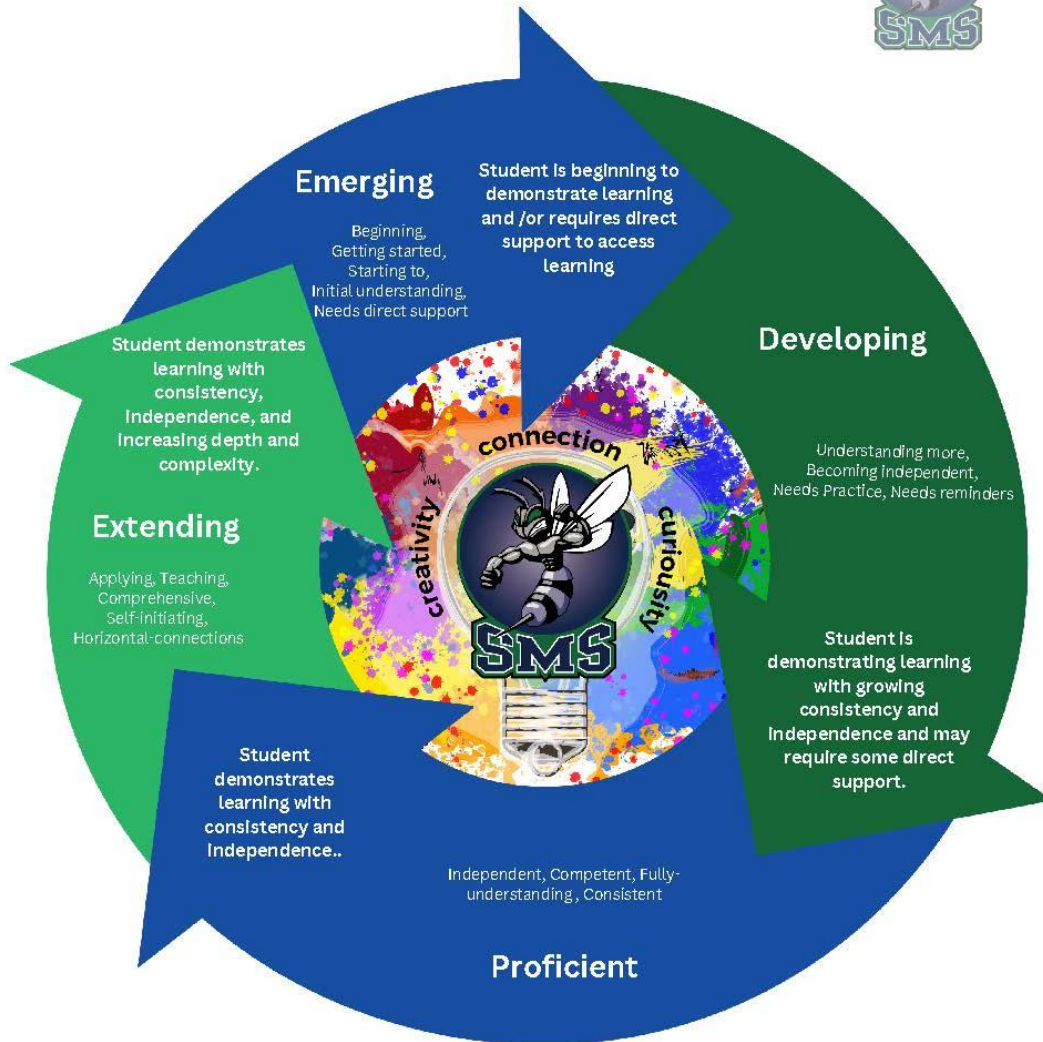 SMS
Emerging
Beginning,
Getting started,
Starting to,
Initial understanding,
Needs direct support
Student is beginning to
demonstrate learning
and /or requires direct
support to access
learning
Developing
Understanding more,
Becoming independent,
Needs Practice, Needs reminders
Student is
demonstrating learning
with growing
consistency and
independence and may
require some direct
support.
Proficient
Independent, Competent, Fully-
understanding , Consistent
Student
demonstrates
learning with
consistency and
independence..
Extending
Applying, Teaching,
Comprehensive,
Self-initiating,
Horizontal-connections
Student demonstrates
learning with
consistency,
independence, and
increasing depth and
complexity.
creativity
connection
curiousity
SMS